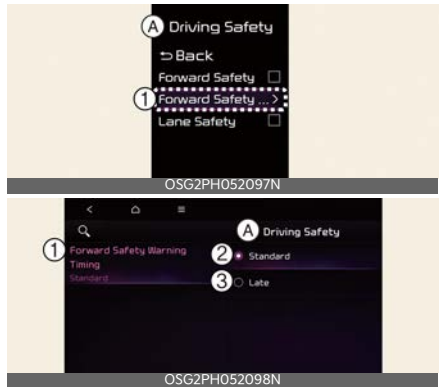 A Driving Safety
Back
Forward Safety
1 Forward Safety ... >
Lane Safety
OSG2PH052097N
A Driving Safety
1 Forward Safety Warning
Timing
Standard
2 Standard
3 Late
OSG2PH052098N